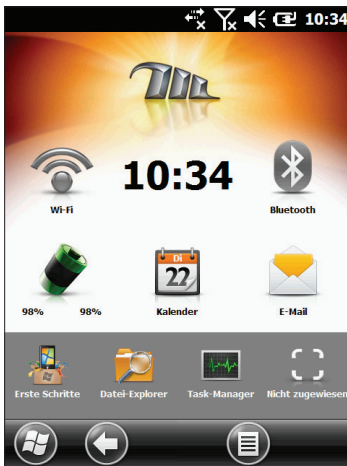 10:34
10:34
Wi-Fi
Bluetooth
Di
22
98% 98% Kalender E-Mail
Erste Schritte Datei-Explorer Task-Manager Nicht zugewiesen